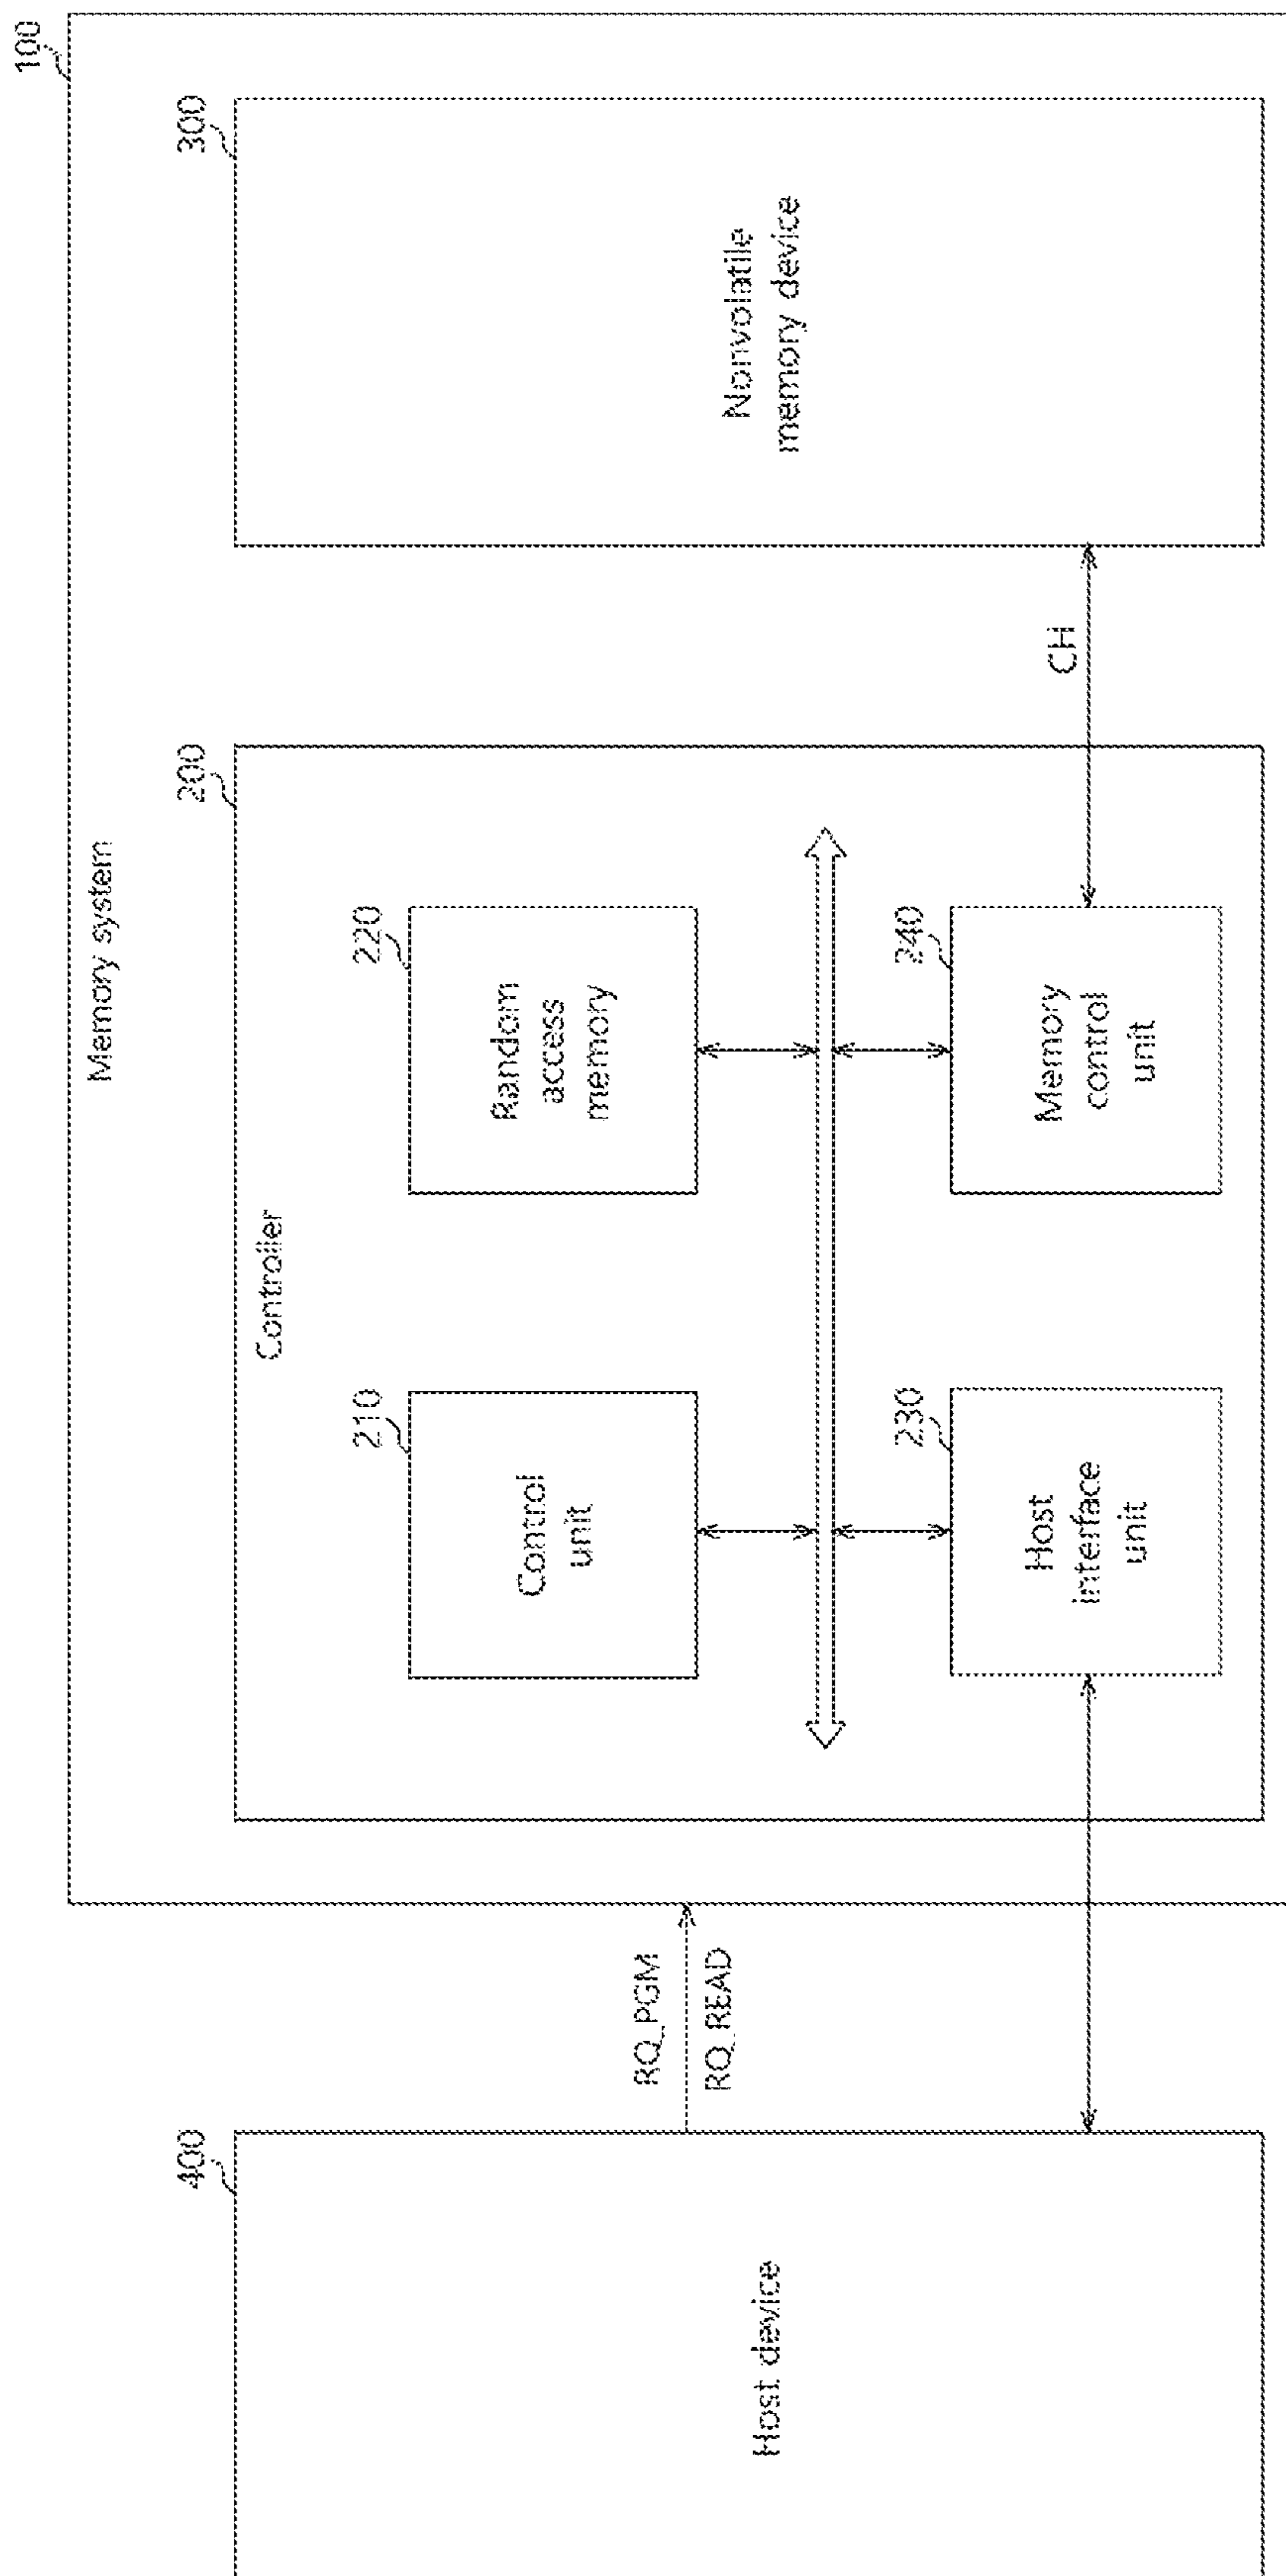 100
Memory system
400
Host device
RQ_PGM
RQ_READ
200
Controller
210
Control
unit
220
Random
access
memory
230
Host
interface
unit
240
Memory
control
unit
CH
300
Nonvolatile
memory device